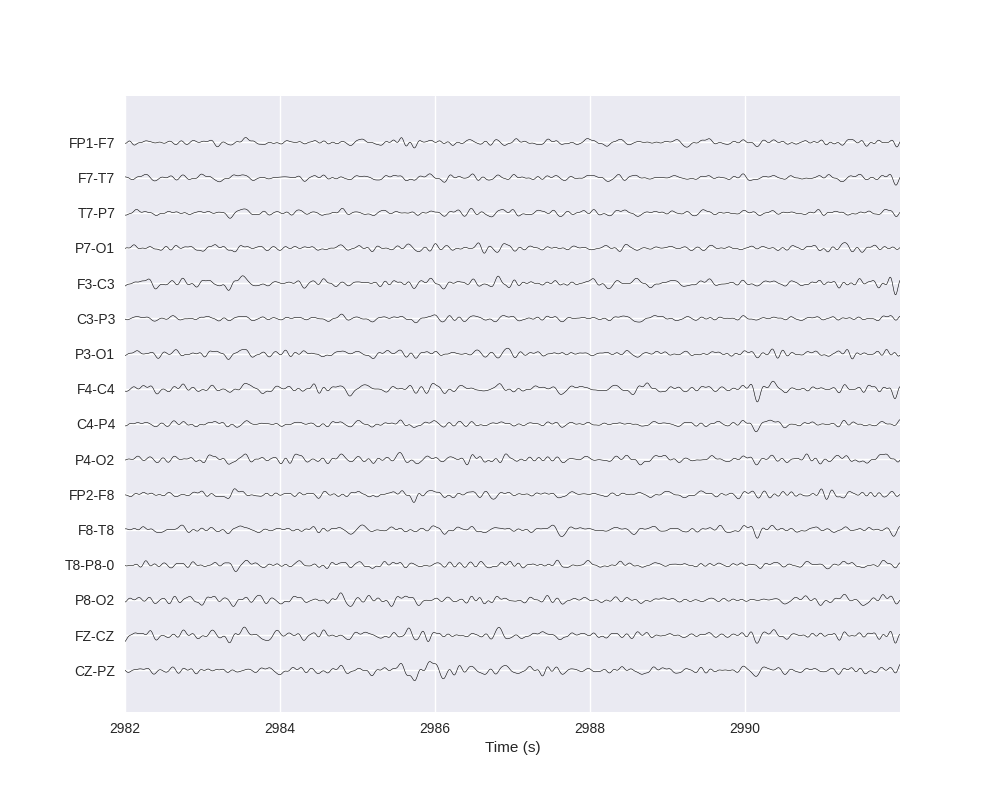 FP1-F7
F7-T7
T7-P7
P7-O1
F3-C3
C3-P3
P3-O1
F4-C4
C4-P4
P4-O2
FP2-F8
F8-T8
T8-P8-0
P8-O2
FZ-CZ
CZ-PZ
2982 2984 2986 2988 2990
Time (s)